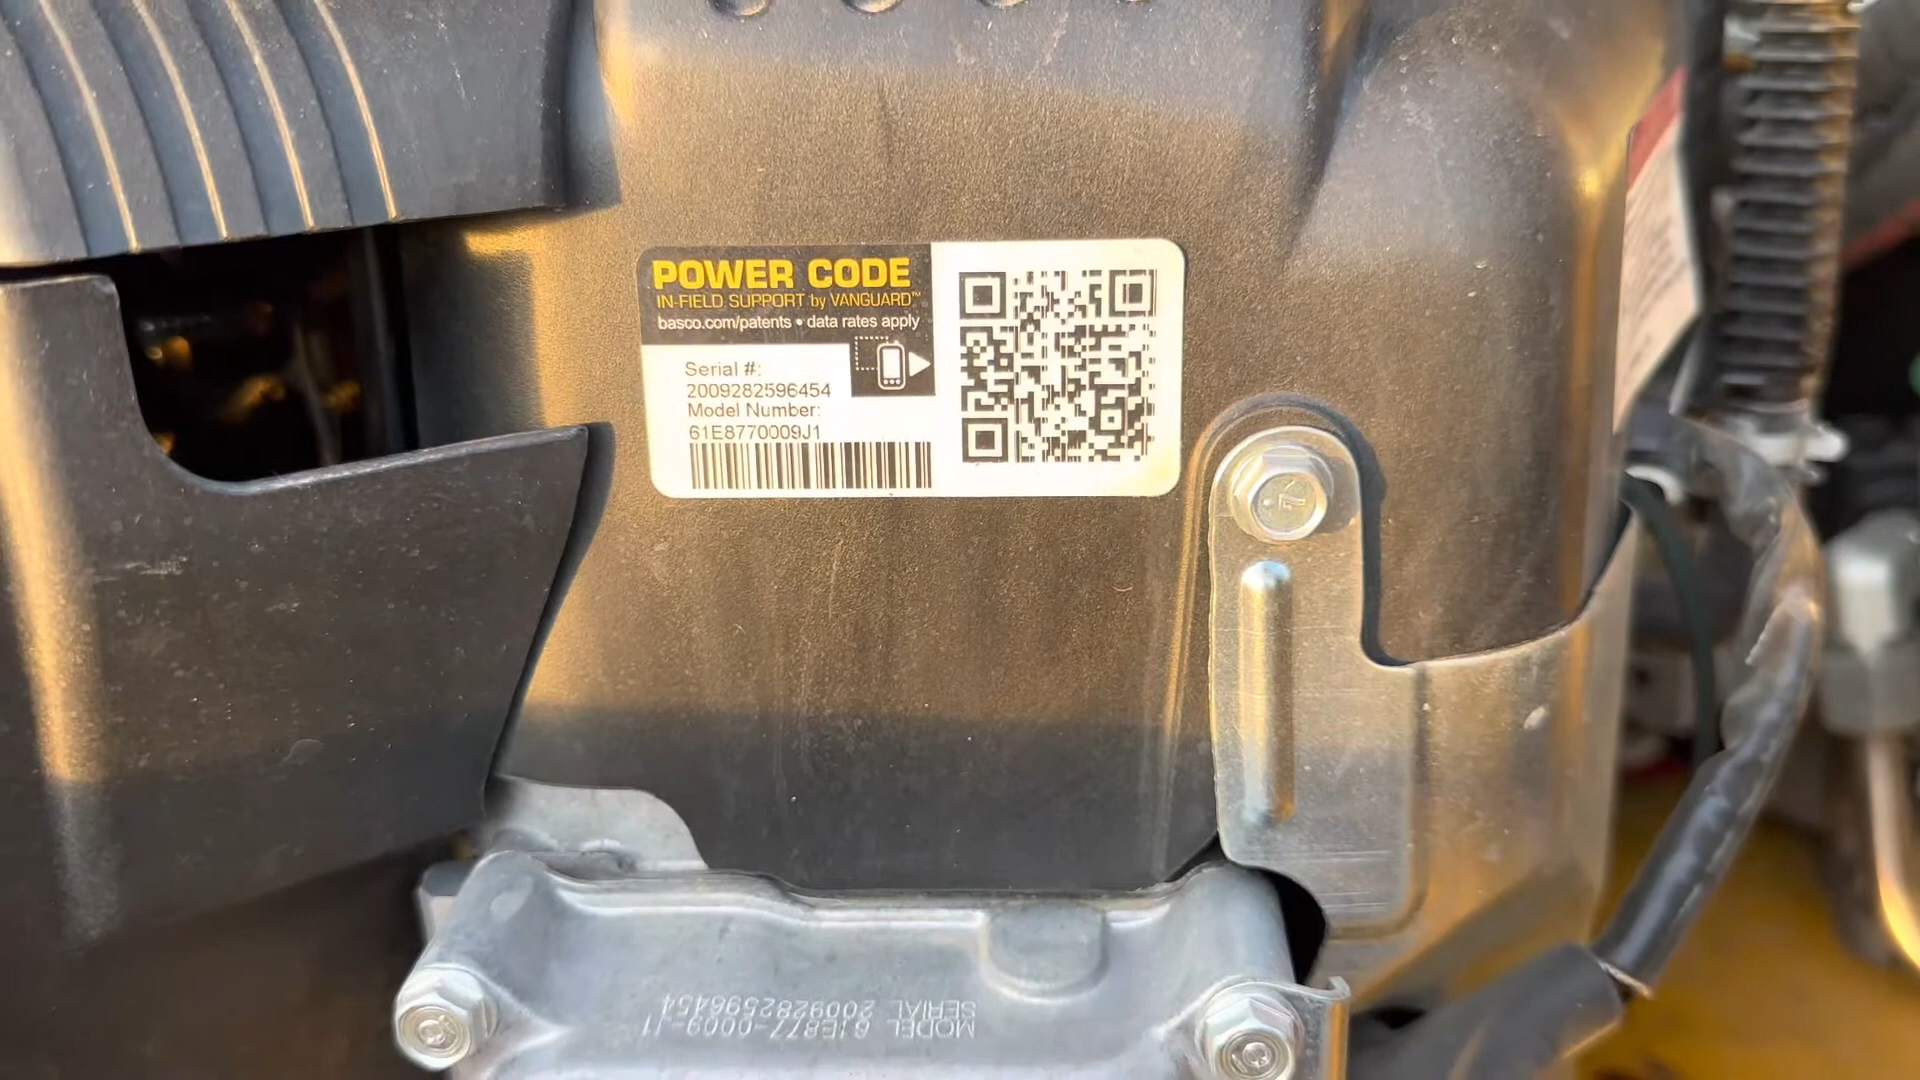 POWER CODE
IN-FIELD SUPPORT by VANGUARD™
basco.com/patents • data rates apply
Serial #:
2009282596454
Model Number:
61E8770009J1
7
MODEL 61E877-0009-J1
SERIAL 2009282596454